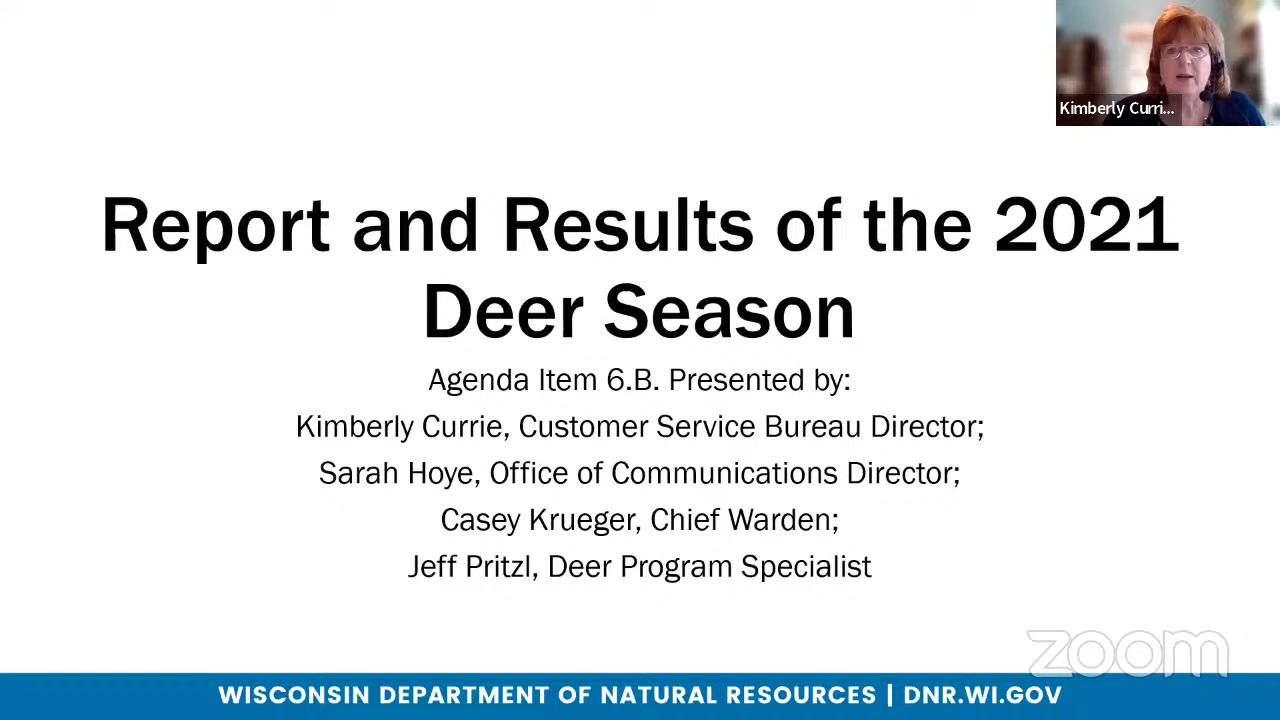 Kimberly Curri...
Report and Results of the 2021
Deer Season
Agenda Item 6.B. Presented by:
Kimberly Currie, Customer Service Bureau Director;
Sarah Hoye, Office of Communications Director;
Casey Krueger, Chief Warden;
Jeff Pritzl, Deer Program Specialist
zoom
WISCONSIN DEPARTMENT OF NATURAL RESOURCES | DNR.WI.GOV